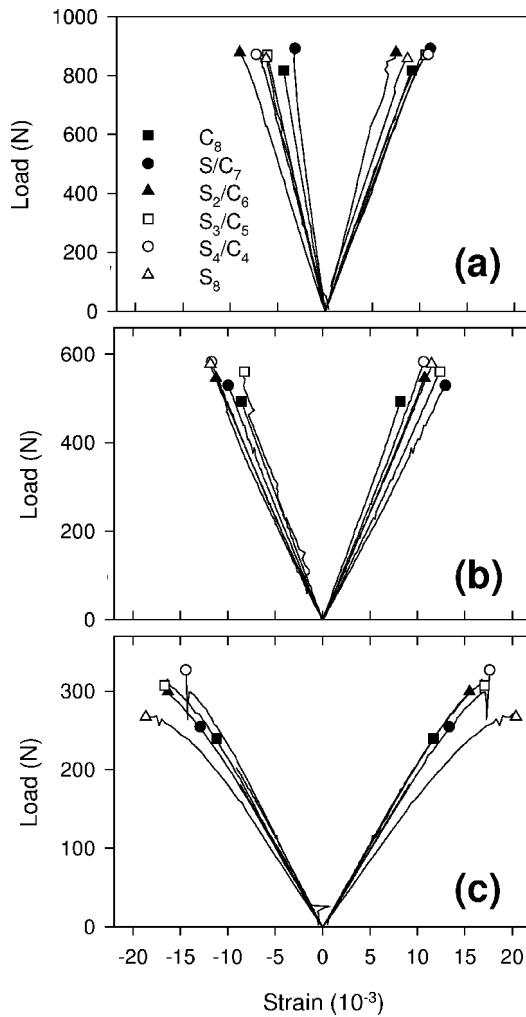 1000
800
600
400
200
0
Load (N)
C8
S/C7
S2/C6
S3/C5
S4/C4
S8
(a)
600
400
200
0
Load (N)
(b)
300
200
100
0
Load (N)
(c)
-20 -15 -10 -5 0 5 10 15 20
Strain (10-3)